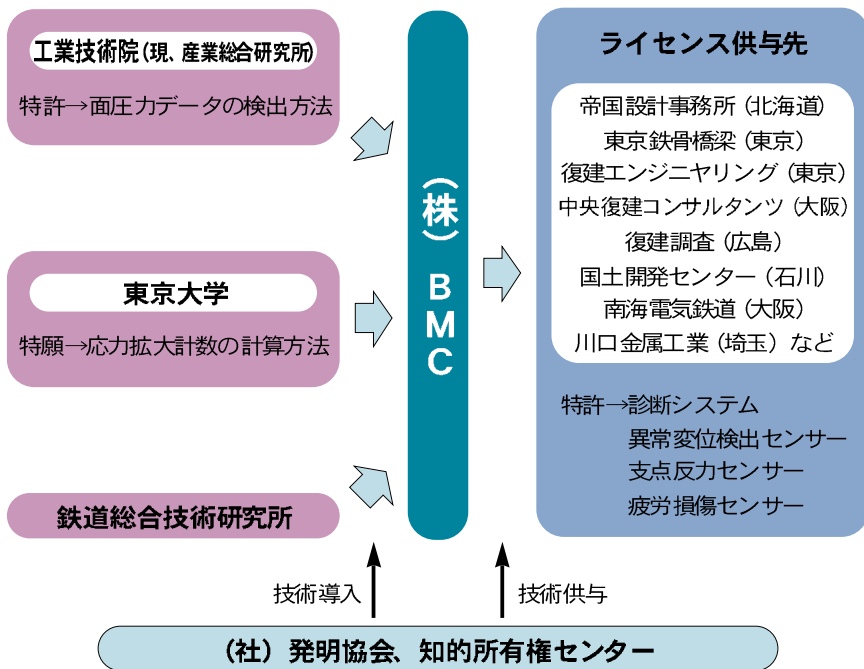 工業技術院（現、産業総合研究所）
特許→面圧力データの検出方法
東京大学
特願→応力拡大計数の計算方法
鉄道総合技術研究所
（株）BMC
ライセンス供与先
帝国設計事務所（北海道）
東京鉄骨橋梁（東京）
復建エンジニヤリング（東京）
中央復建コンサルタンツ（大阪）
復建調査（広島）
国土開発センター（石川）
南海電気鉄道（大阪）
川口金属工業（埼玉）など
特許→診断システム
異常変位検出センサー
支点反力センサー
疲労損傷センサー
技術導入
技術供与
（社）発明協会、知的所有権センター